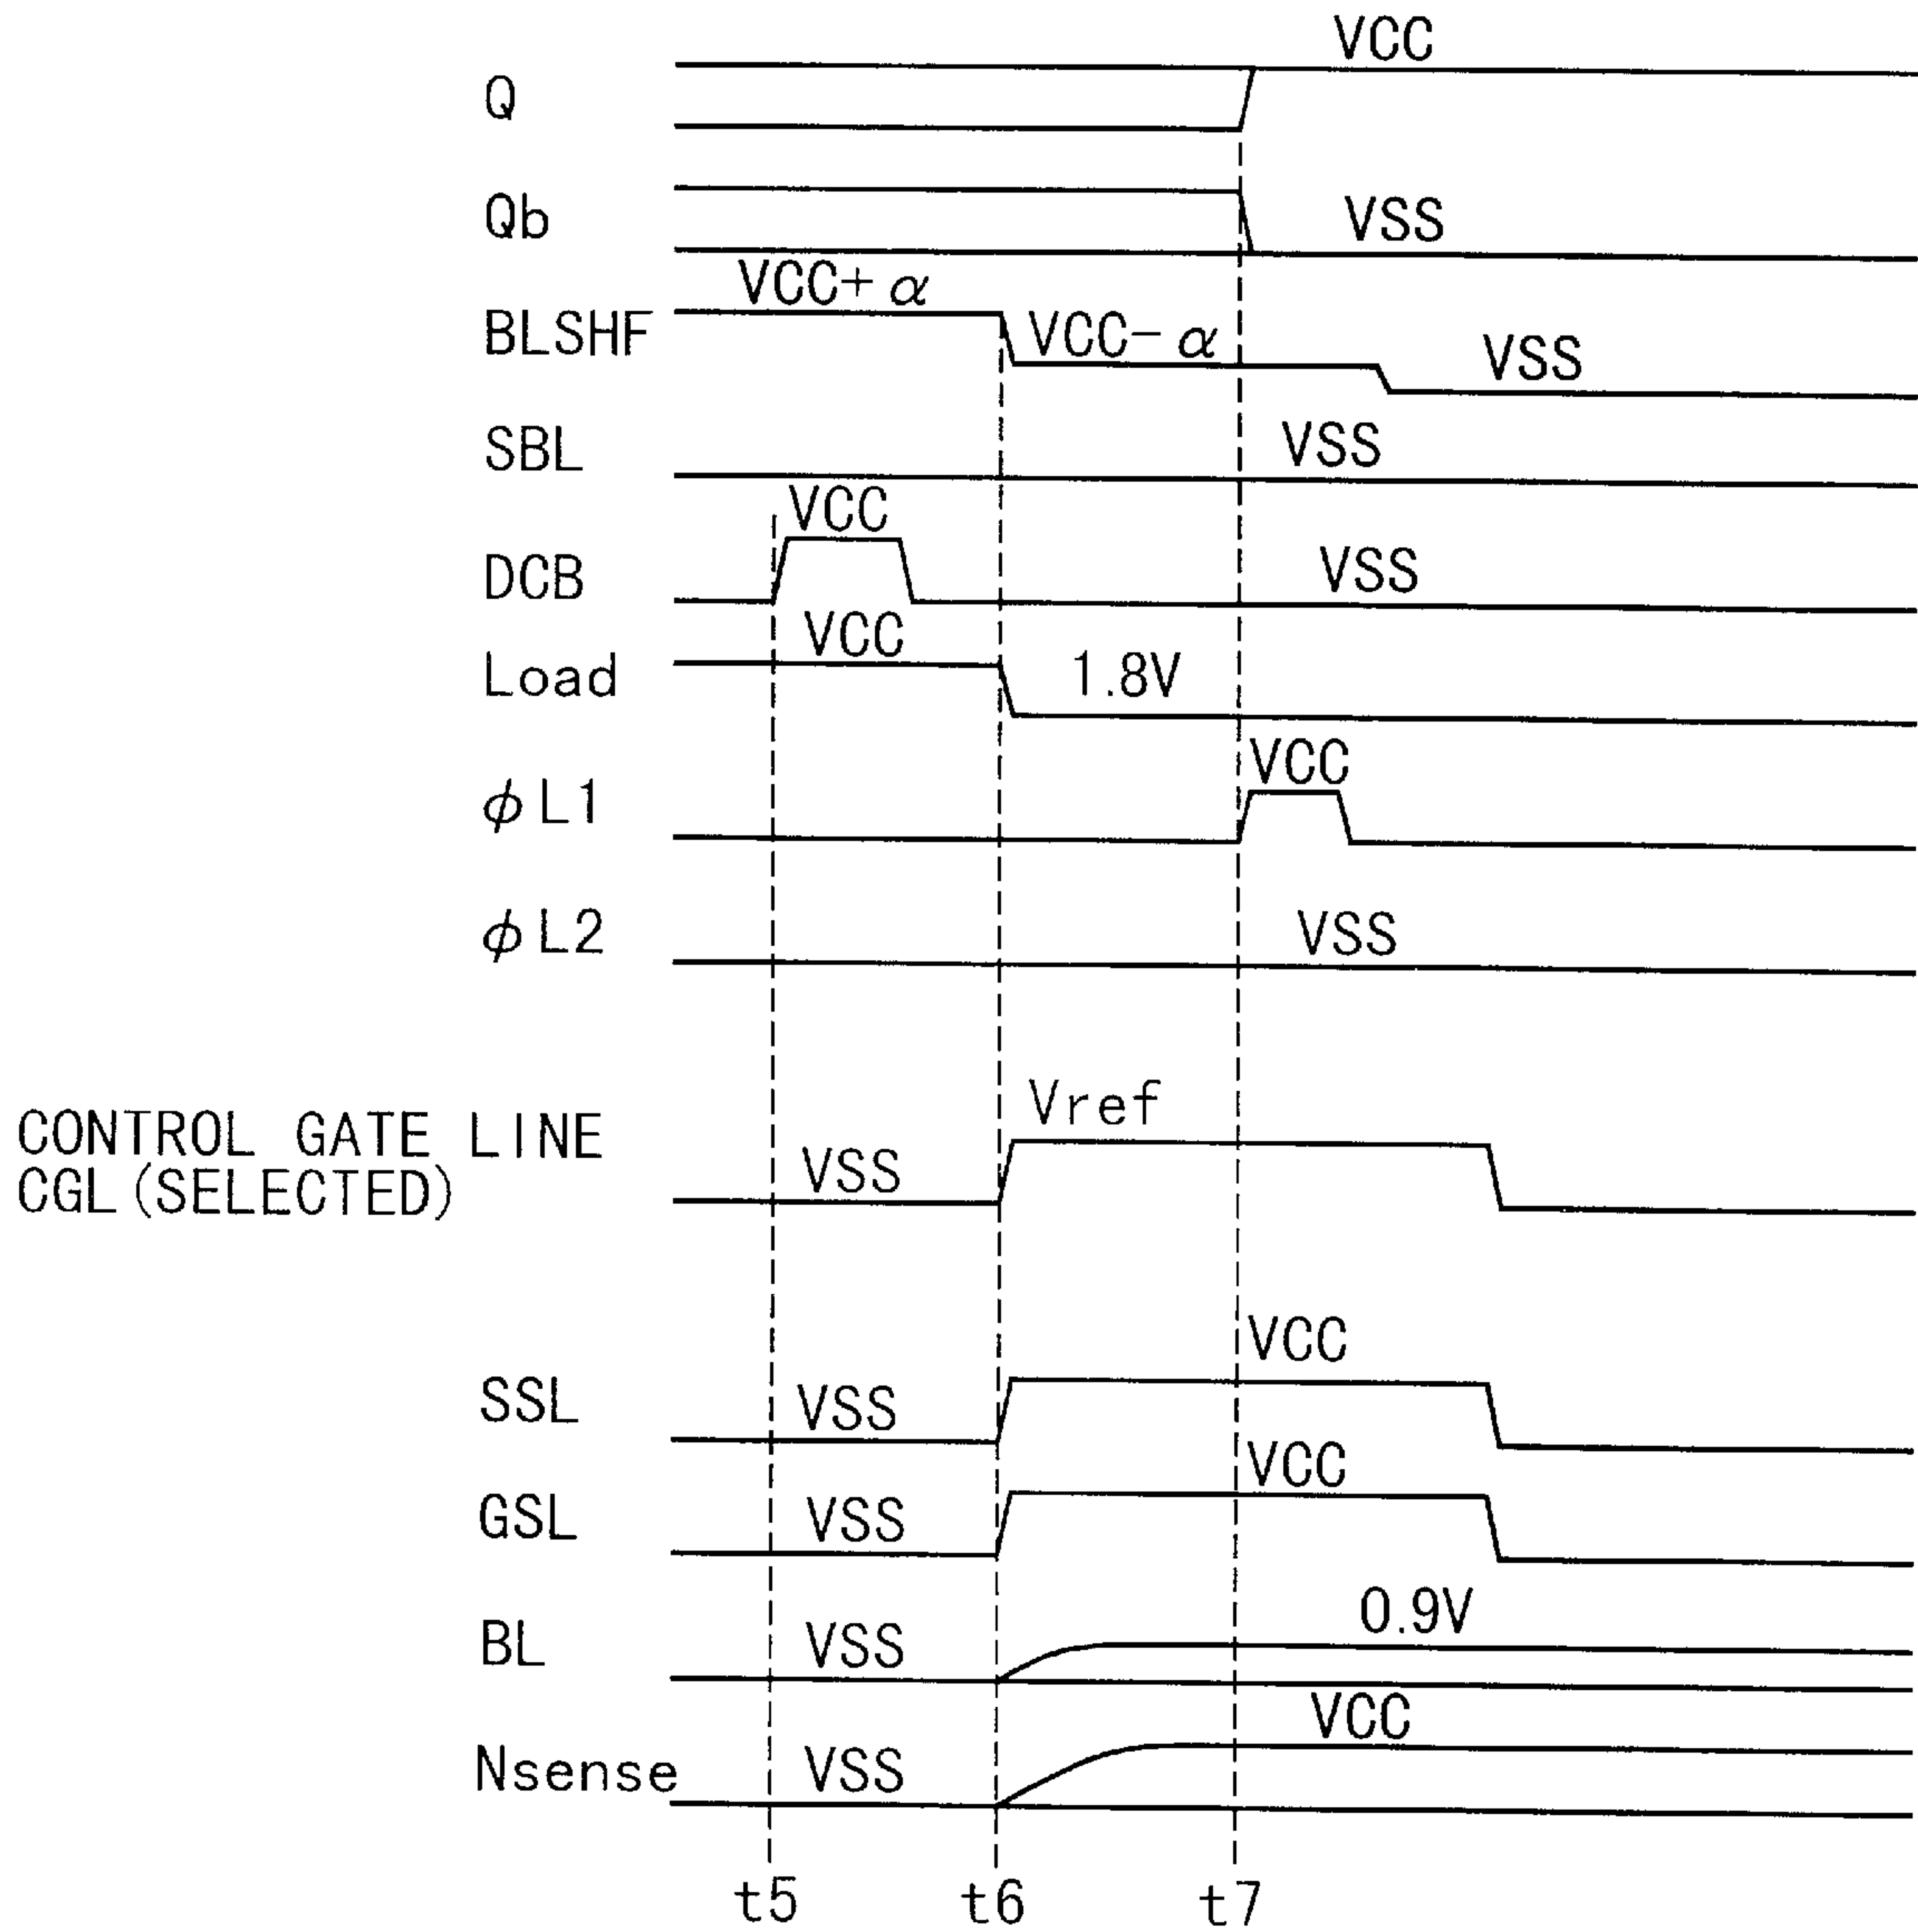 VCC
Q
Qb VSS
VCC+α
BLSHF VCC-α VSS
SBL VSS
VCC
DCB VSS
VCC
Load 1.8V
VCC
φL1
φL2 VSS
Vref
CONTROL GATE LINE
CGL(SELECTED) VSS
VCC
SSL VSS
VCC
GSL VSS
0.9V
BL VSS
VCC
Nsense VSS
t5 t6 t7